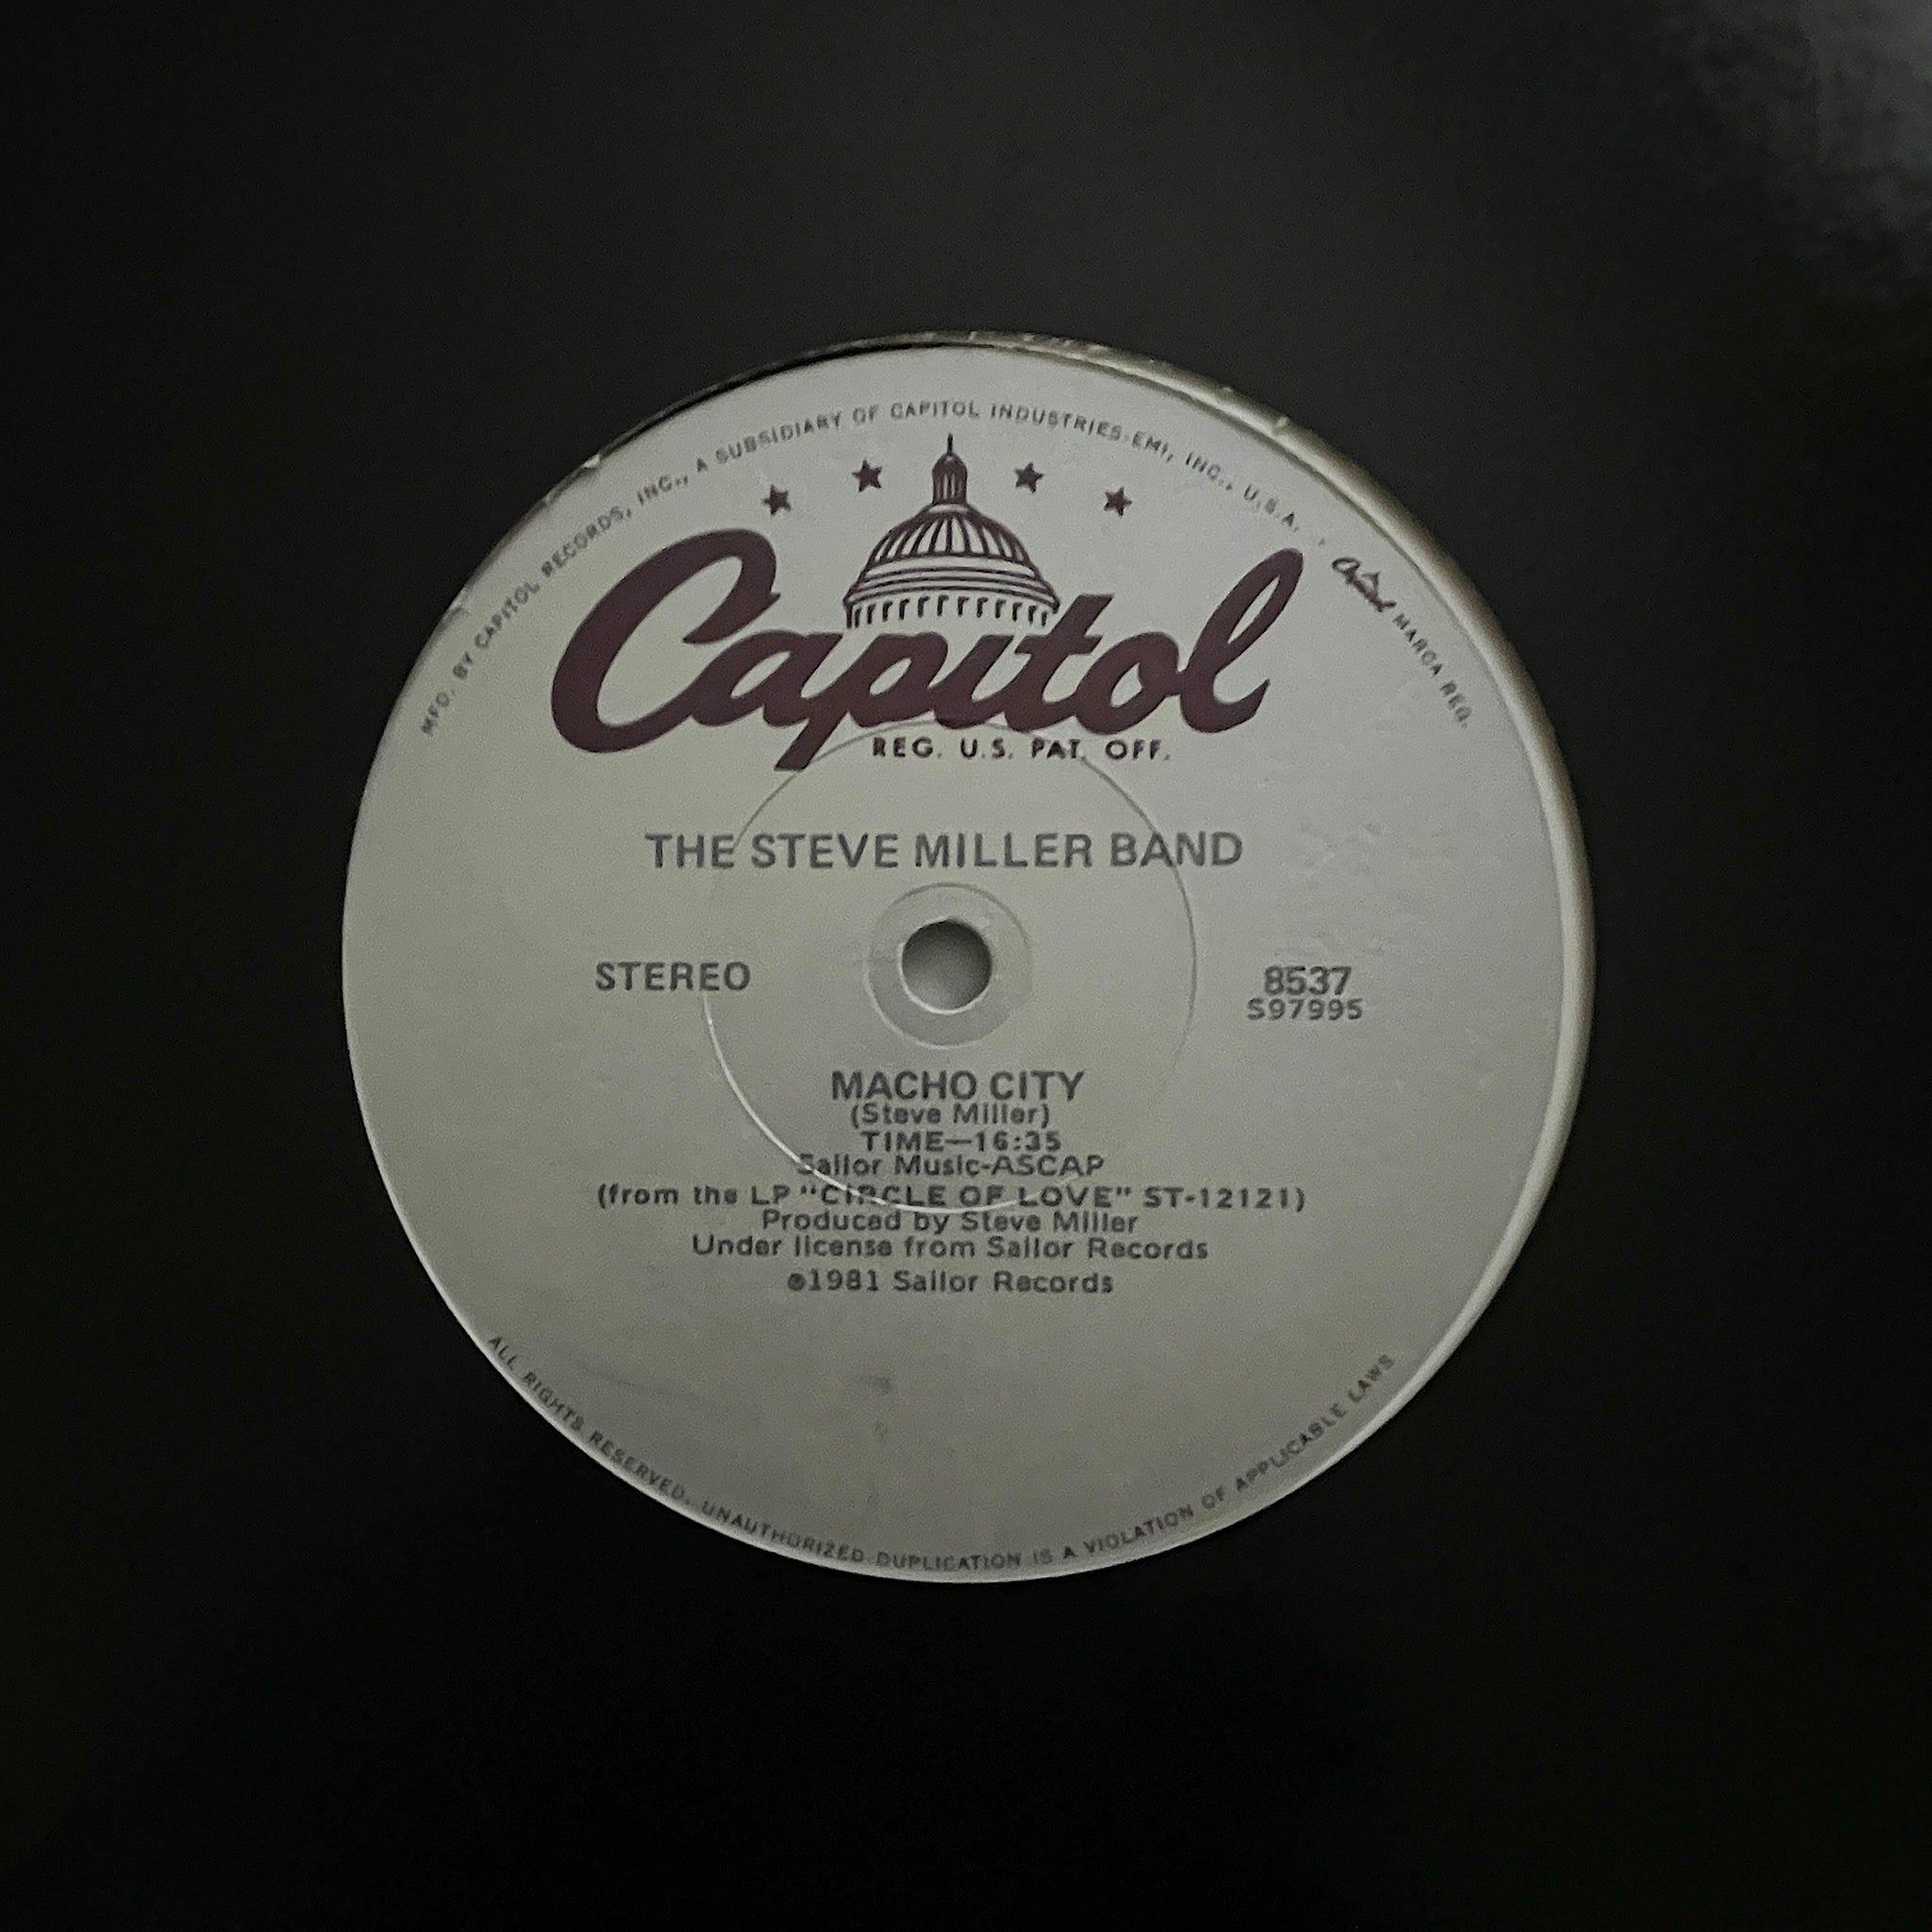 MFD. BY CAPITOL RECORDS, INC., A SUBSIDIARY OF CAPITOL INDUSTRIES-EMI, INC., U.S.A. · Capitol MARCA REG.
Capitol
REG. U.S. PAT. OFF.
THE STEVE MILLER BAND
STEREO
8537
S97995
MACHO CITY
(Steve Miller)
TIME—16:35
Sailor Music-ASCAP
(from the LP "CIRCLE OF LOVE" ST-12121)
Produced by Steve Miller
Under license from Sailor Records
℗1981 Sailor Records
ALL RIGHTS RESERVED. UNAUTHORIZED DUPLICATION IS A VIOLATION OF APPLICABLE LAWS